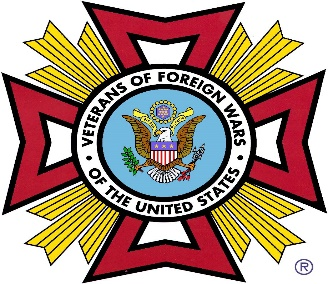 · VETERANS OF FOREIGN WARS ·
OF THE UNITED STATES
®